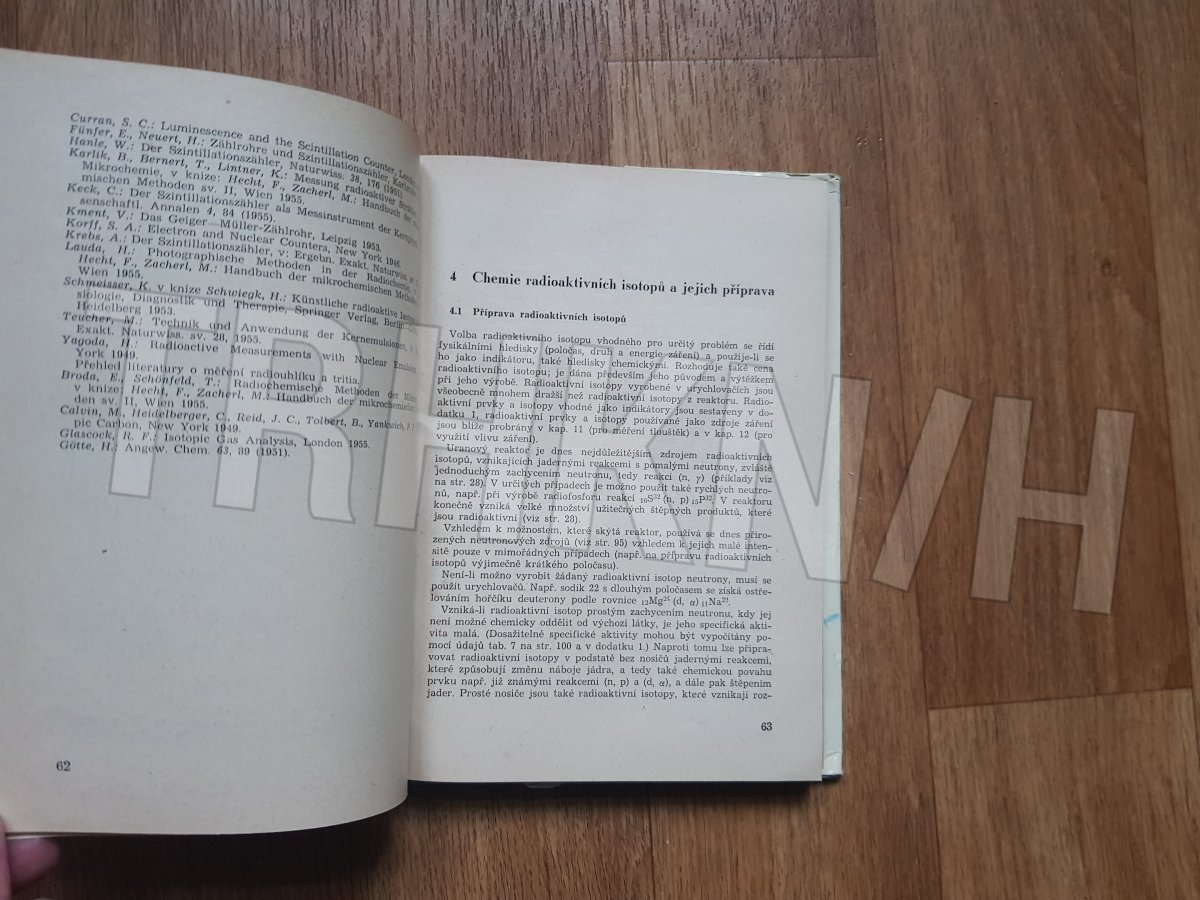 Curran, S. C.: Luminescence and the Scintillation Counter, London
Fünfer, E., Neuert, H.: Zählrohre und Szintillationszähler,
Hanle, W.: Der Szintillationszähler, Naturwiss. 38, 176 (1951).
Karlik, B., Bernert, T., Lintner, K.: Messung radioaktiver
Mikrochemie, v knize: Hecht, F., Zacherl, M.: Handbuch der
mischen Methoden sv. II, Wien 1955.
Keck, C.: Der Szintillationszähler als Messinstrument der
senschaftl. Annalen 4, 84 (1955).
Kment, V.: Das Geiger—Müller-Zählrohr, Leipzig 1953.
Korff, S. A.: Electron and Nuclear Counters, New York 1946.
Krebs, A.: Der Szintillationszähler, v: Ergebn. Exakt. Naturwiss.
Lauda, H.: Photographische Methoden in der Radiochemie,
Hecht, F., Zacherl, M.: Handbuch der mikrochemischen
Wien 1955.
Schmeisser, K. v knize Schwiegk, H.: Künstliche radioaktive Isotope
siologie, Diagnostik und Therapie, Springer Verlag, Berlin
Heidelberg 1953.
Teucher, M.: Technik und Anwendung der Kernemulsionen,
Exakt. Naturwiss. sv. 28, 1955.
Yagoda, H.: Radioactive Measurements with Nuclear
York 1949.
Přehled literatury o měření radiouhlíku a tritia.
Broda, E., Schönfeld, T.: Radiochemische Methoden der
v knize: Hecht, F., Zacherl, M.: Handbuch der mikrochemischen
den sv. II, Wien 1955.
Calvin, M., Heidelberger, C., Reid, J. C., Tolbert, B., Yankwich, P.
pic Carbon, New York 1949.
Glascock, R. F.: Isotopic Gas Analysis, London 1955.
Götte, H.: Angew. Chem. 63, 89 (1951).
62
4 Chemie radioaktivních isotopů a jejich příprava
4.1 Příprava radioaktivních isotopů
Volba radioaktivního isotopu vhodného pro určitý problém se řídí
fysikálními hledisky (poločas, druh a energie záření) a použije-li se
ho jako indikátoru, také hledisky chemickými. Rozhoduje také cena
radioaktivního isotopu; je dána především jeho původem a výtěžkem
při jeho výrobě. Radioaktivní isotopy vyrobené v urychlovačích jsou
všeobecně mnohem dražší než radioaktivní isotopy z reaktoru. Radio-
aktivní prvky a isotopy vhodné jako indikátory jsou sestaveny v do-
datku 1, radioaktivní prvky a isotopy používané jako zdroje záření
jsou blíže probrány v kap. 11 (pro měření tlouštěk) a v kap. 12 (pro
využití vlivu záření).
Uranový reaktor je dnes nejdůležitějším zdrojem radioaktivních
isotopů, vznikajících jadernými reakcemi s pomalými neutrony, zvláště
jednoduchým zachycením neutronu, tedy reakcí (n, γ) (příklady viz
na str. 28). V určitých případech je možno použít také rychlých neutro-
nů, např. při výrobě radiofosforu reakcí ₁₆S³² (n, p) ₁₅P³². V reaktoru
konečně vzniká velké množství užitečných štěpných produktů, které
jsou radioaktivní (viz str. 28).
Vzhledem k možnostem, které skýtá reaktor, používá se dnes přiro-
zených neutronových zdrojů (viz str. 95) vzhledem k jejich malé inten-
sitě pouze v mimořádných případech (např. na přípravu radioaktivních
isotopů výjimečně krátkého poločasu).
Není-li možno vyrobit žádaný radioaktivní isotop neutrony, musí se
použít urychlovačů. Např. sodík 22 s dlouhým poločasem se získá ostře-
lováním hořčíku deuterony podle rovnice ₁₂Mg²⁴ (d, α) ₁₁Na²².
Vzniká-li radioaktivní isotop prostým zachycením neutronu, kdy jej
není možné chemicky oddělit od výchozí látky, je jeho specifická akti-
vita malá. (Dosažitelné specifické aktivity mohou být vypočítány po-
mocí údajů tab. 7 na str. 100 a v dodatku 1.) Naproti tomu lze připra-
vovat radioaktivní isotopy v podstatě bez nosičů jadernými reakcemi,
které způsobují změnu náboje jádra, a tedy také chemickou povahu
prvku např. již známými reakcemi (n, p) a (d, α), a dále pak štěpením
jader. Prosté nosiče jsou také radioaktivní isotopy, které vznikají roz-
63